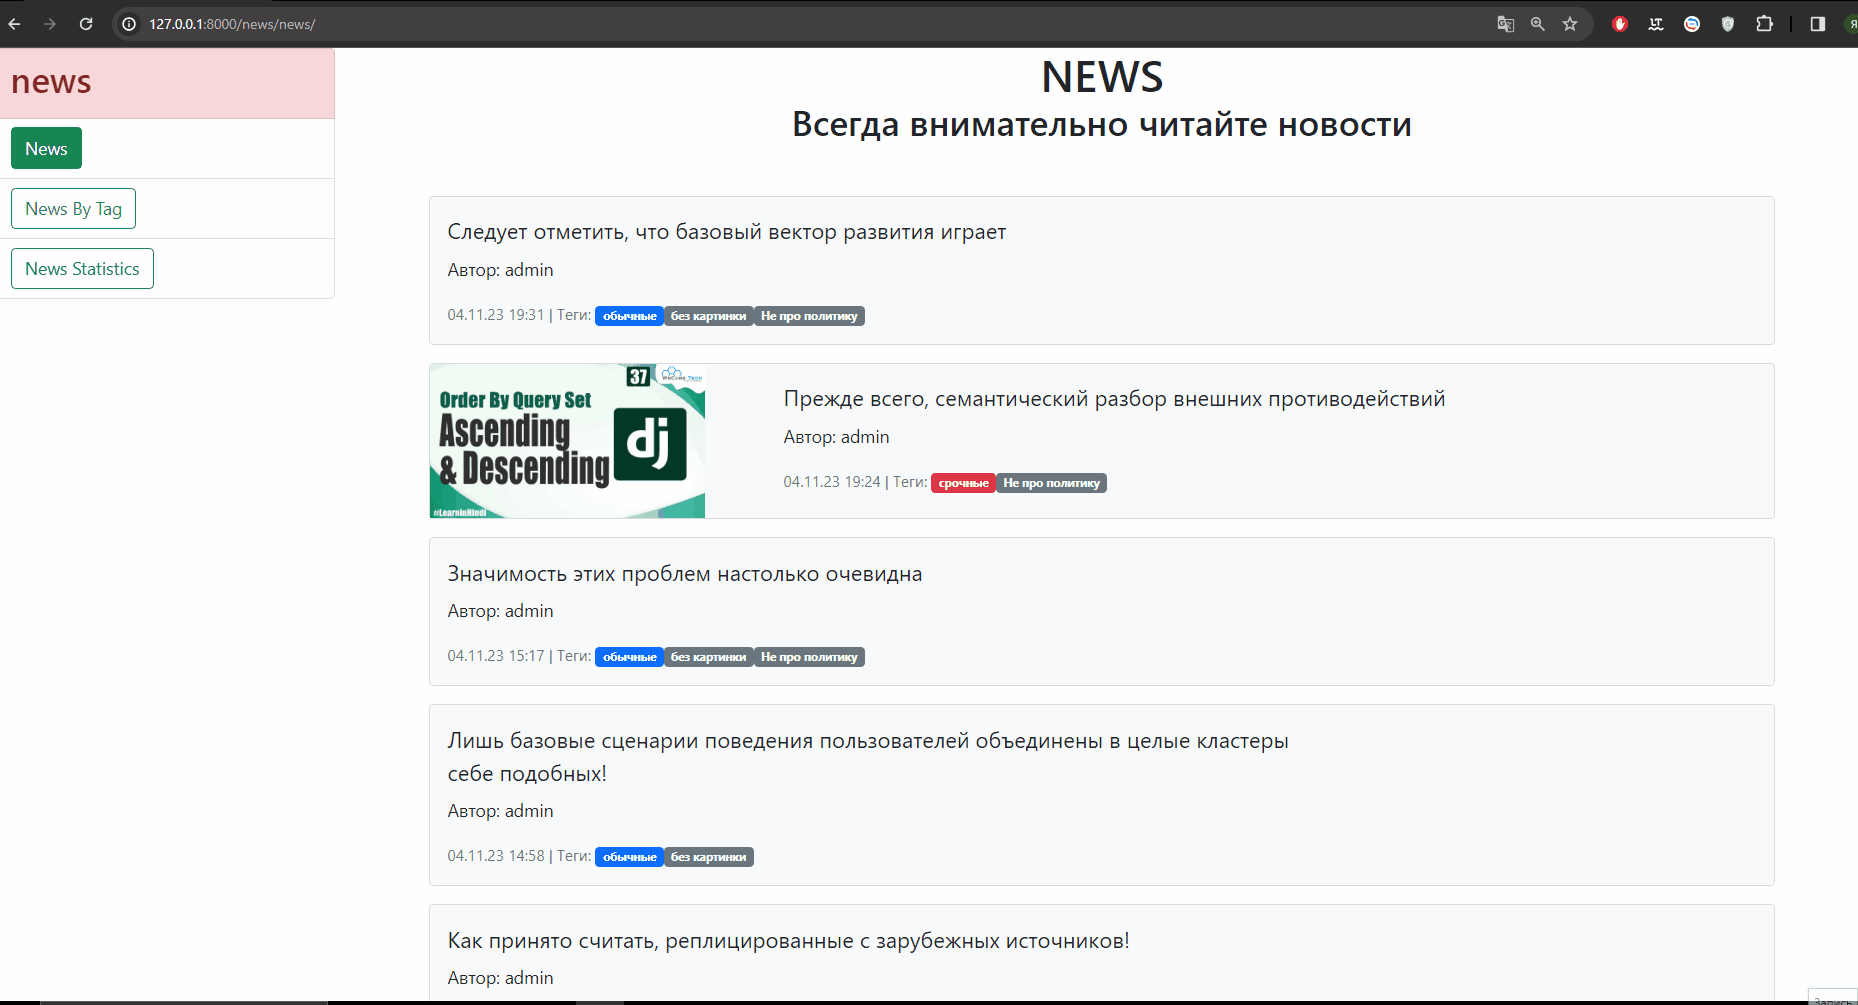 127.0.0.1:8000/news/news/
я
news
News
News By Tag
News Statistics
NEWS
Всегда внимательно читайте новости
Следует отметить, что базовый вектор развития играет
Автор: admin
04.11.23 19:31 | Теги: обычные без картинки Не про политику
37
Order By Query Set
Ascending
& Descending
dj
#LearninHindi
Прежде всего, семантический разбор внешних противодействий
Автор: admin
04.11.23 19:24 | Теги: срочные Не про политику
Значимость этих проблем настолько очевидна
Автор: admin
04.11.23 15:17 | Теги: обычные без картинки Не про политику
Лишь базовые сценарии поведения пользователей объединены в целые кластеры
себе подобных!
Автор: admin
04.11.23 14:58 | Теги: обычные без картинки
Как принято считать, реплицированные с зарубежных источников!
Автор: admin